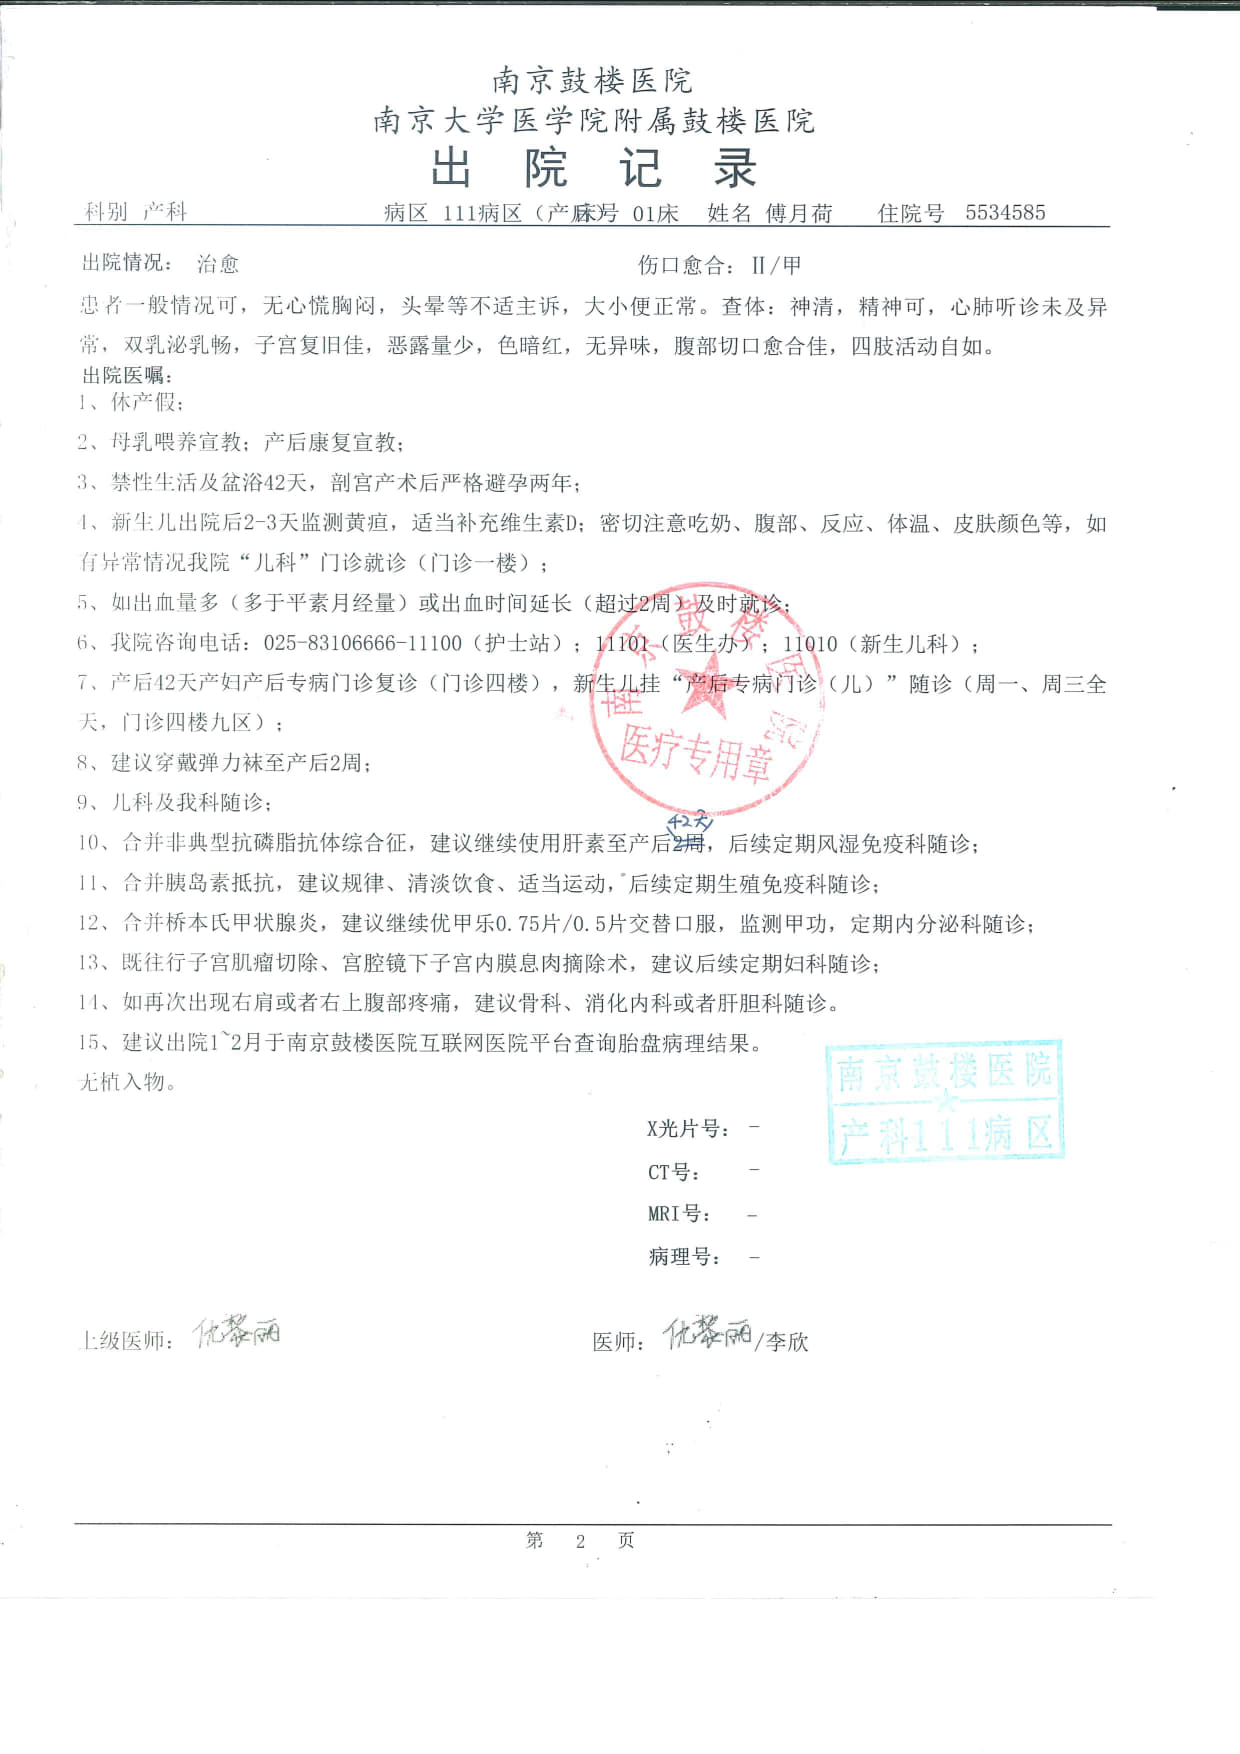 南京鼓楼医院
南京大学医学院附属鼓楼医院
出院记录
科别 产科 病区 111病区（产后） 床号 01床 姓名 傅月荷 住院号 5534585
出院情况： 治愈 伤口愈合：Ⅱ/甲
患者一般情况可，无心慌胸闷，头晕等不适主诉，大小便正常。查体：神清，精神可，心肺听诊未及异
常，双乳泌乳畅，子宫复旧佳，恶露量少，色暗红，无异味，腹部切口愈合佳，四肢活动自如。
出院医嘱：
1、休产假；
2、母乳喂养宣教；产后康复宣教；
3、禁性生活及盆浴42天，剖宫产术后严格避孕两年；
4、新生儿出院后2-3天监测黄疸，适当补充维生素D；密切注意吃奶、腹部、反应、体温、皮肤颜色等，如
有异常情况我院“儿科”门诊就诊（门诊一楼）；
5、如出血量多（多于平素月经量）或出血时间延长（超过2周）及时就诊；
6、我院咨询电话：025-83106666-11100（护士站）；11101（医生办）；11010（新生儿科）；
7、产后42天产妇产后专病门诊复诊（门诊四楼），新生儿挂“产后专病门诊（儿）”随诊（周一、周三全
天，门诊四楼九区）；
南京鼓楼医院
医疗专用章
8、建议穿戴弹力袜至产后2周；
9、儿科及我科随诊；
42天
10、合并非典型抗磷脂抗体综合征，建议继续使用肝素至产后2周，后续定期风湿免疫科随诊；
11、合并胰岛素抵抗，建议规律、清淡饮食、适当运动，后续定期生殖免疫科随诊；
12、合并桥本氏甲状腺炎，建议继续优甲乐0.75片/0.5片交替口服，监测甲功，定期内分泌科随诊；
13、既往行子宫肌瘤切除、宫腔镜下子宫内膜息肉摘除术，建议后续定期妇科随诊；
14、如再次出现右肩或者右上腹部疼痛，建议骨科、消化内科或者肝胆科随诊。
15、建议出院1~2月于南京鼓楼医院互联网医院平台查询胎盘病理结果。
无植入物。
南京鼓楼医院
产科111病区
X光片号： -
CT号： -
MRI号： -
病理号： -
上级医师： 医师： /李欣
第 2 页